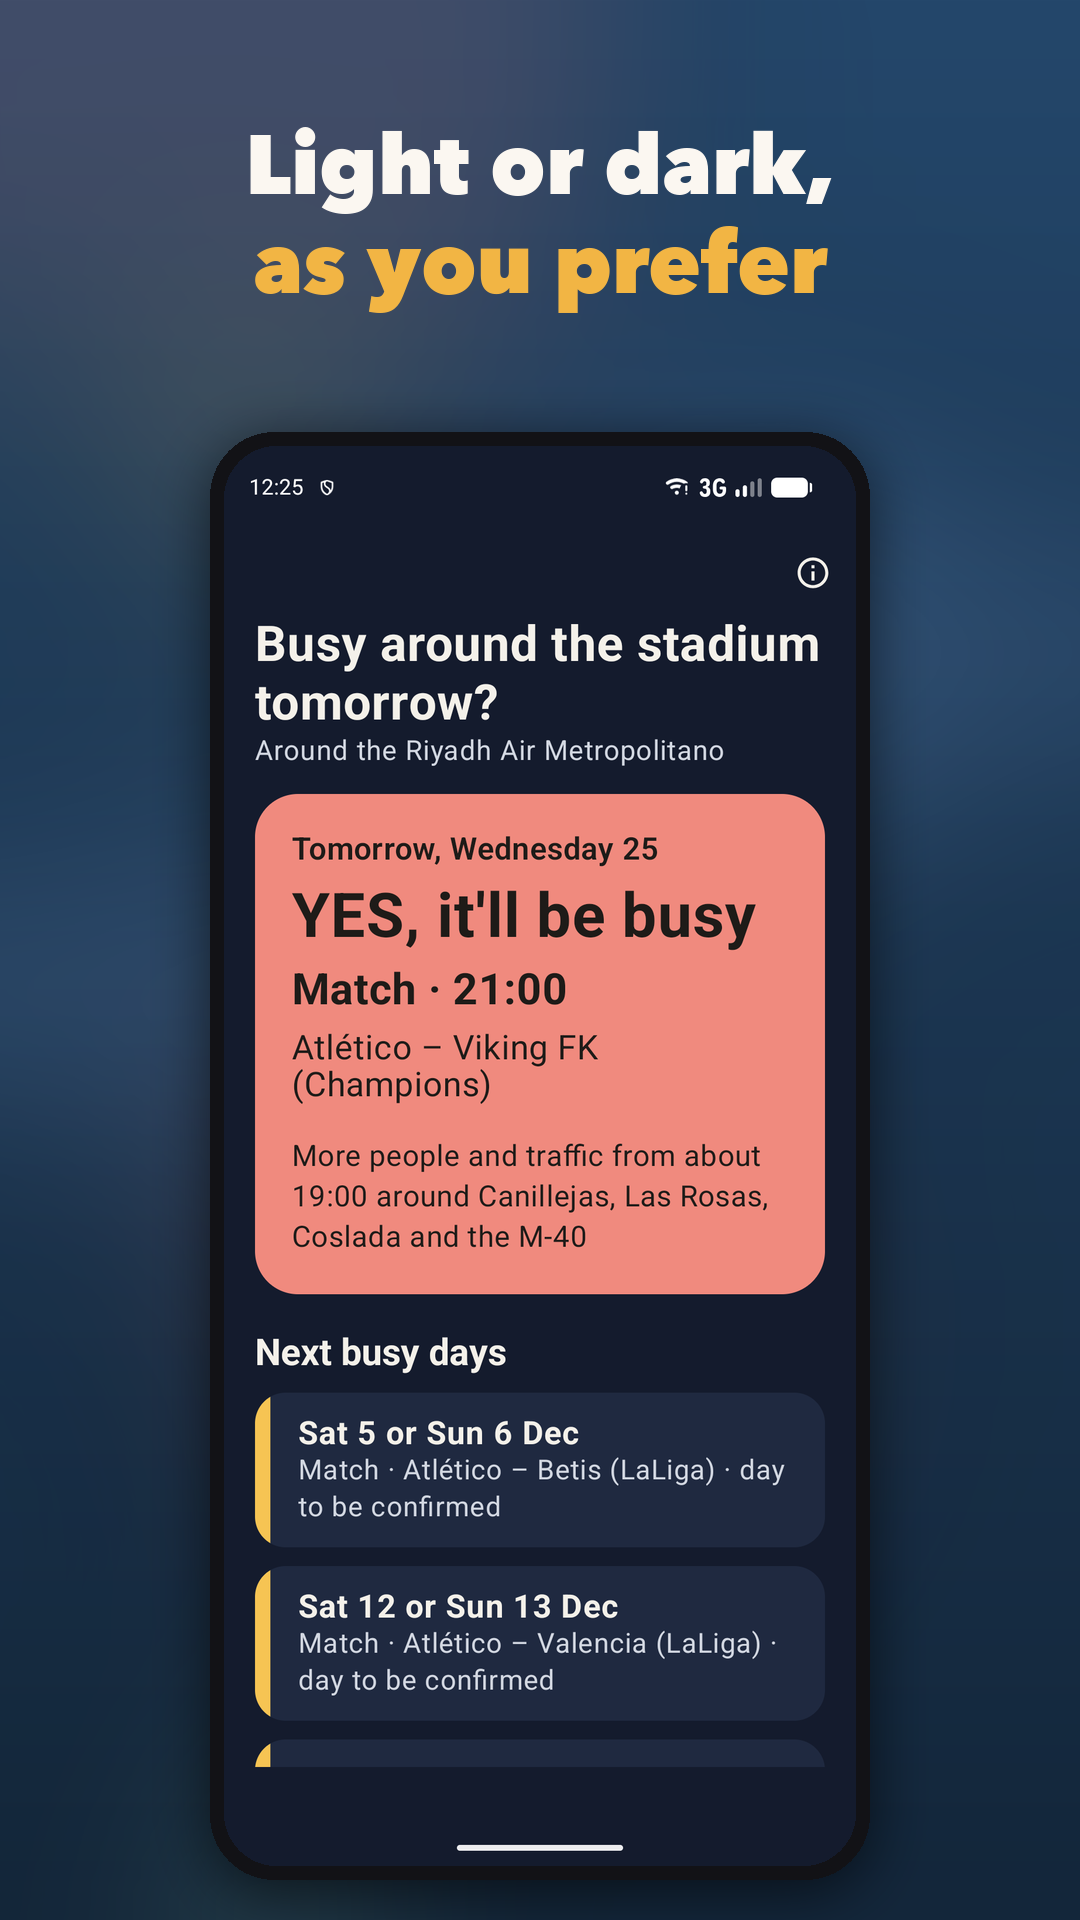 Light or dark,
as you prefer
12:25
3G
Busy around the stadium
tomorrow?
Around the Riyadh Air Metropolitano
Tomorrow, Wednesday 25
YES, it'll be busy
Match · 21:00
Atlético – Viking FK
(Champions)
More people and traffic from about
19:00 around Canillejas, Las Rosas,
Coslada and the M-40
Next busy days
Sat 5 or Sun 6 Dec
Match · Atlético – Betis (LaLiga) · day
to be confirmed
Sat 12 or Sun 13 Dec
Match · Atlético – Valencia (LaLiga) ·
day to be confirmed